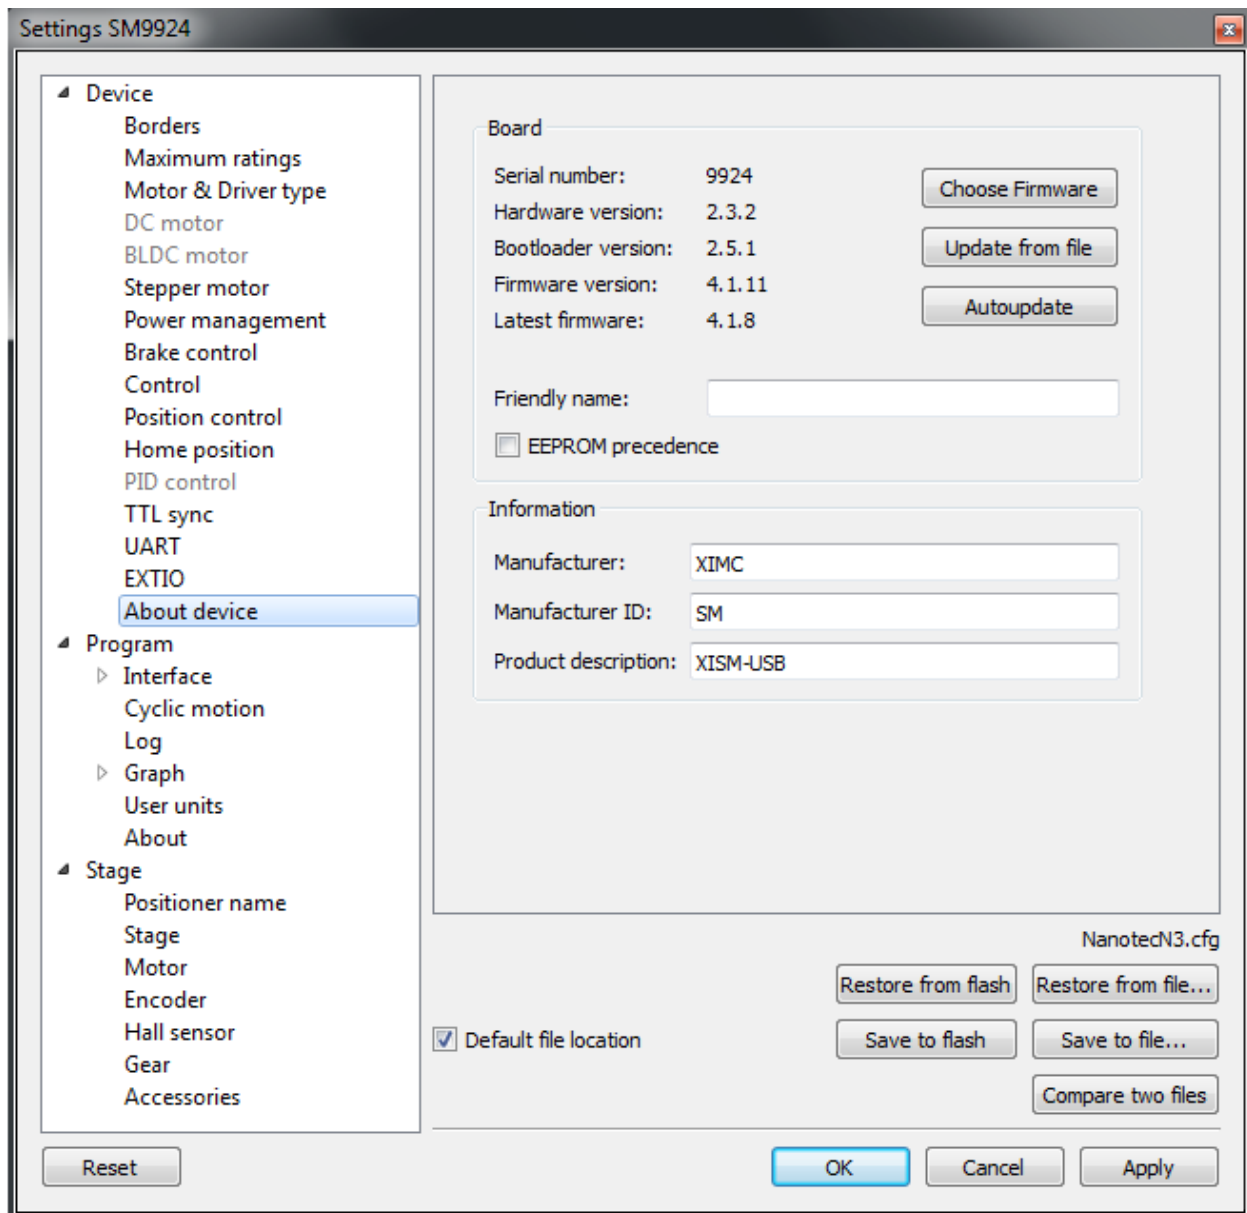 Settings SM9924
Device
Borders
Maximum ratings
Motor & Driver type
DC motor
BLDC motor
Stepper motor
Power management
Brake control
Control
Position control
Home position
PID control
TTL sync
UART
EXTIO
About device
Program
Interface
Cyclic motion
Log
Graph
User units
About
Stage
Positioner name
Stage
Motor
Encoder
Hall sensor
Gear
Accessories
Board
Serial number: 9924
Hardware version: 2.3.2
Bootloader version: 2.5.1
Firmware version: 4.1.11
Latest firmware: 4.1.8
Choose Firmware
Update from file
Autoupdate
Friendly name:
EEPROM precedence
Information
Manufacturer: XIMC
Manufacturer ID: SM
Product description: XISM-USB
NanotecN3.cfg
Restore from flash Restore from file...
Default file location Save to flash Save to file...
Compare two files
Reset OK Cancel Apply